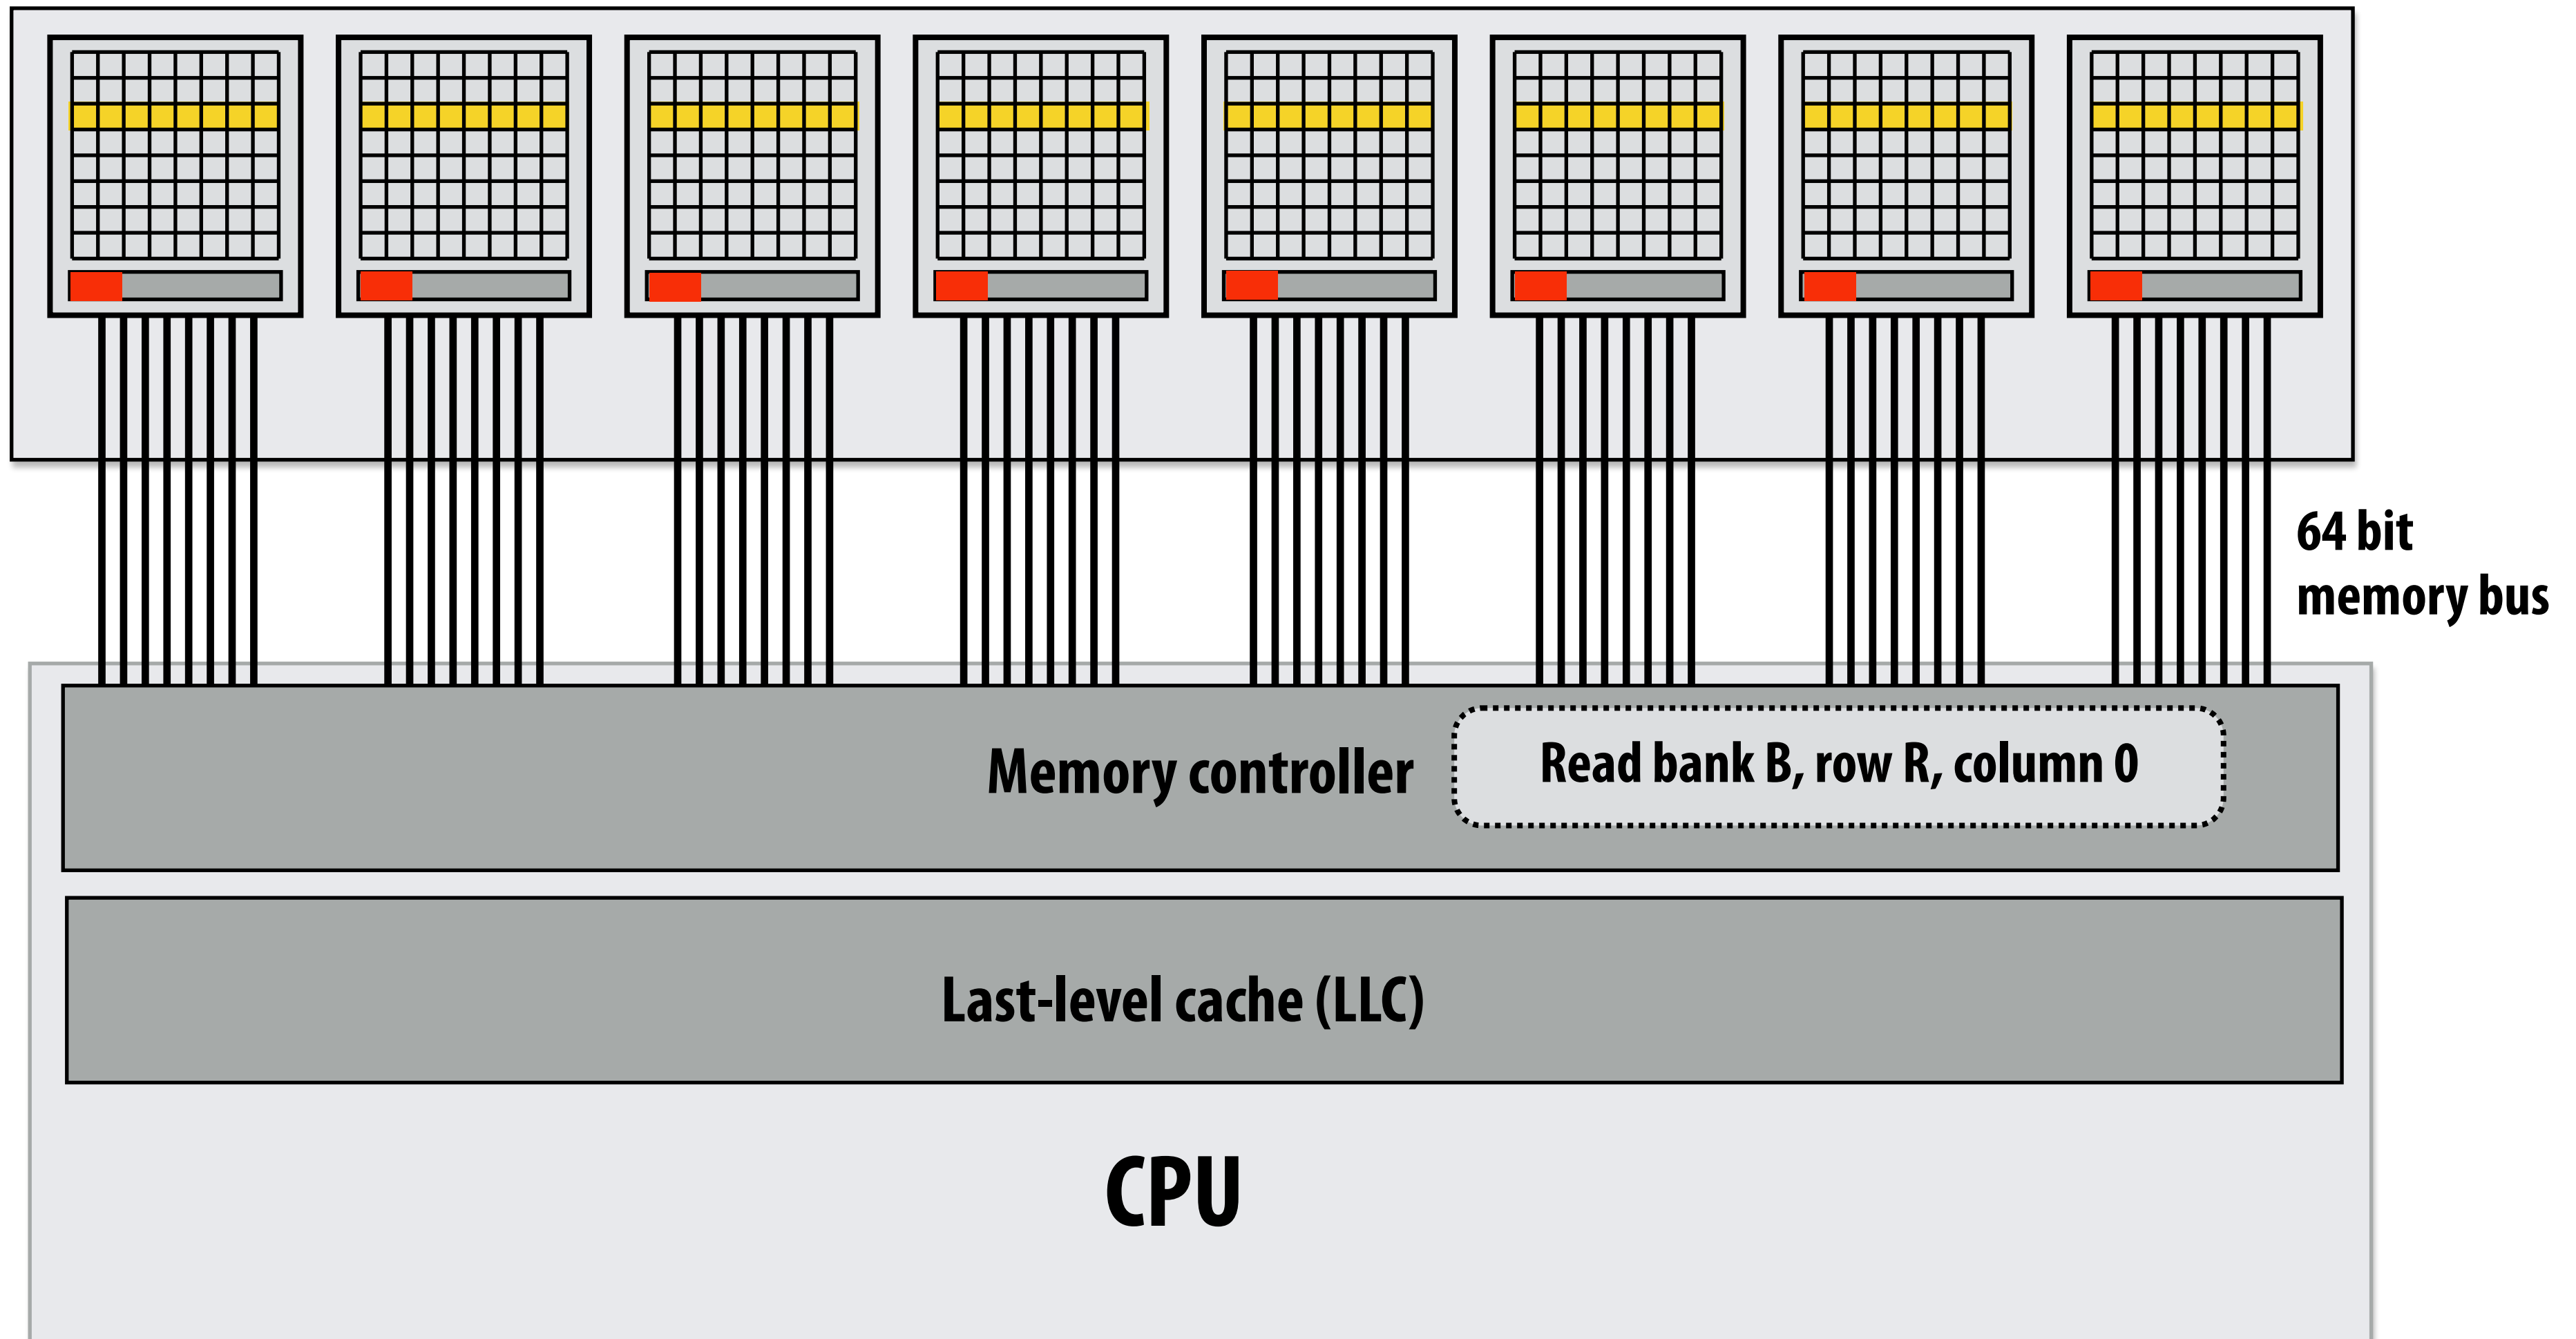 64 bit
memory bus
Memory controller
Read bank B, row R, column 0
Last-level cache (LLC)
CPU